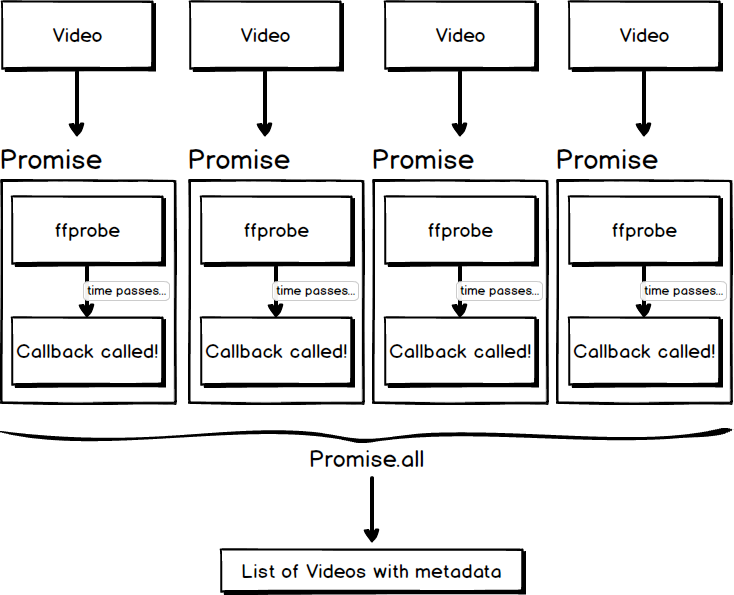 Video
Video
Video
Video
Promise
Promise
Promise
Promise
ffprobe
ffprobe
ffprobe
ffprobe
time passes...
time passes...
time passes...
time passes...
Callback called!
Callback called!
Callback called!
Callback called!
Promise.all
List of Videos with metadata